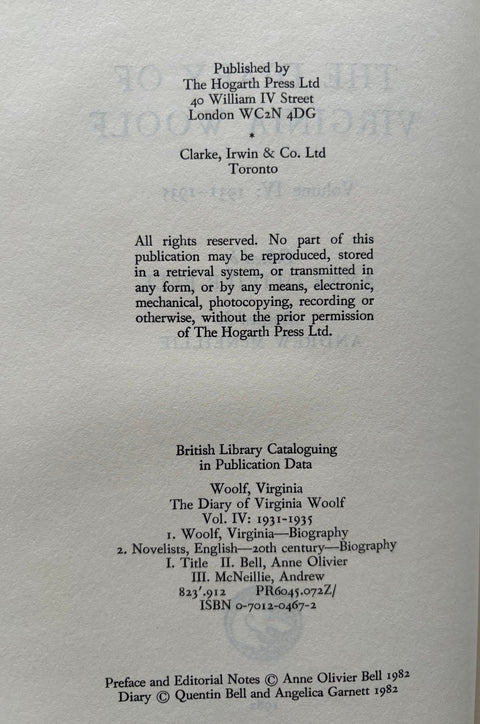 Published by
The Hogarth Press Ltd
40 William IV Street
London WC2N 4DG
*
Clarke, Irwin & Co. Ltd
Toronto
All rights reserved. No part of this
publication may be reproduced, stored
in a retrieval system, or transmitted in
any form, or by any means, electronic,
mechanical, photocopying, recording or
otherwise, without the prior permission
of The Hogarth Press Ltd.
British Library Cataloguing
in Publication Data
Woolf, Virginia
The Diary of Virginia Woolf
Vol. IV: 1931-1935
1. Woolf, Virginia—Biography
2. Novelists, English—20th century—Biography
I. Title II. Bell, Anne Olivier
III. McNeillie, Andrew
823'.912 PR6045.072Z/
ISBN 0-7012-0467-2
Preface and Editorial Notes © Anne Olivier Bell 1982
Diary © Quentin Bell and Angelica Garnett 1982